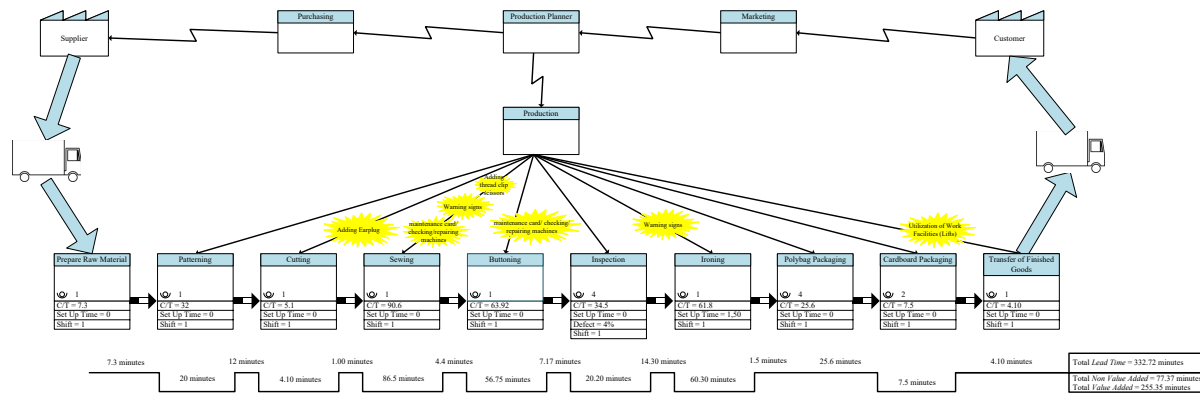 Purchasing
Production Planner
Marketing
Supplier
Customer
Production
Adding
thread clip
scissors
Warning signs
Adding Earplug
maintenance card/
checking/repairing
machines
maintenance card/ checking/
repairing machines
Warning signs
Utilization of Work
Facilities (Lifts)
Prepare Raw Material
1
C/T = 7.3
Set Up Time = 0
Shift = 1
Patterning
1
C/T = 32
Set Up Time = 0
Shift = 1
Cutting
1
C/T = 5.1
Set Up Time = 0
Shift = 1
Sewing
1
C/T = 90.6
Set Up Time = 0
Shift = 1
Buttoning
1
C/T = 63.92
Set Up Time = 0
Shift = 1
Inspection
4
C/T = 34.5
Set Up Time = 0
Defect = 4%
Shift = 1
Ironing
1
C/T = 61.8
Set Up Time = 1,50
Shift = 1
Polybag Packaging
4
C/T = 25.6
Set Up Time = 0
Shift = 1
Cardboard Packaging
2
C/T = 7.5
Set Up Time = 0
Shift = 1
Transfer of Finished
Goods
1
C/T = 4.10
Set Up Time = 0
Shift = 1
7.3 minutes
12 minutes
1.00 minutes
4.4 minutes
7.17 minutes
14.30 minutes
1.5 minutes
25.6 minutes
4.10 minutes
20 minutes
4.10 minutes
86.5 minutes
56.75 minutes
20.20 minutes
60.30 minutes
7.5 minutes
Total Lead Time = 332.72 minutes
Total Non Value Added = 77.37 minutes
Total Value Added = 255.35 minutes